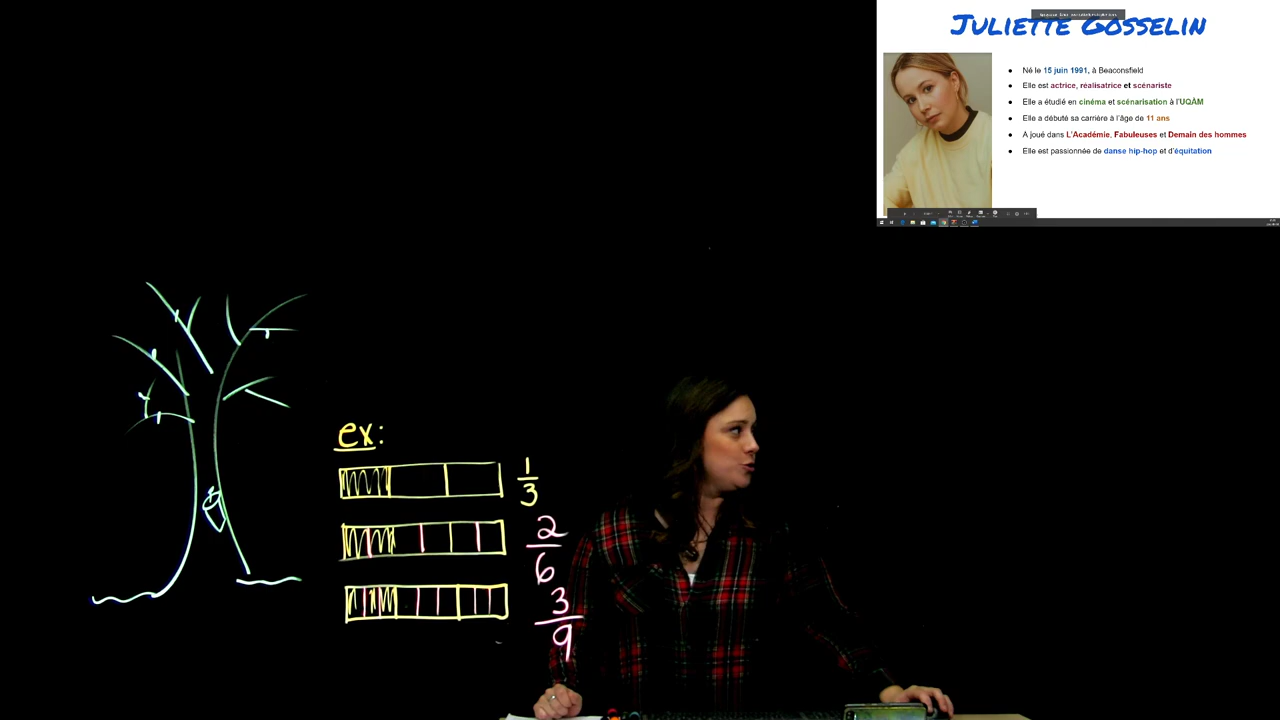 JULIETTE GOSSELIN
● Né le 15 juin 1991, à Beaconsfield
● Elle est actrice, réalisatrice et scénariste
● Elle a étudié en cinéma et scénarisation à l'UQÀM
● Elle a débuté sa carrière à l'âge de 11 ans
● A joué dans L'Académie, Fabuleuses et Demain des hommes
● Elle est passionnée de danse hip-hop et d'équitation
ex:
1/3
2/6
3/9